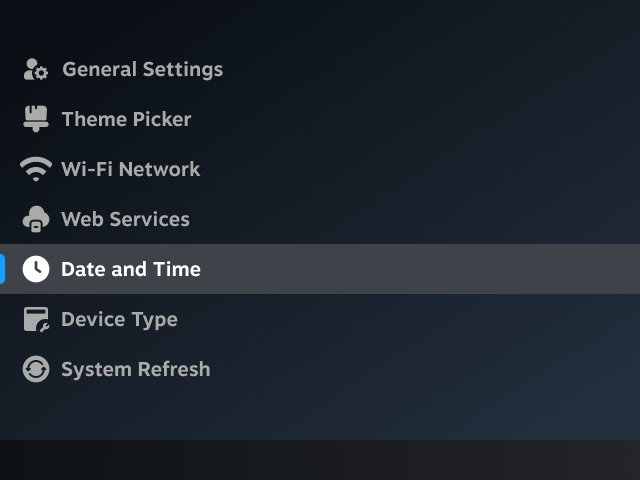 General Settings
Theme Picker
Wi-Fi Network
Web Services
Date and Time
Device Type
System Refresh